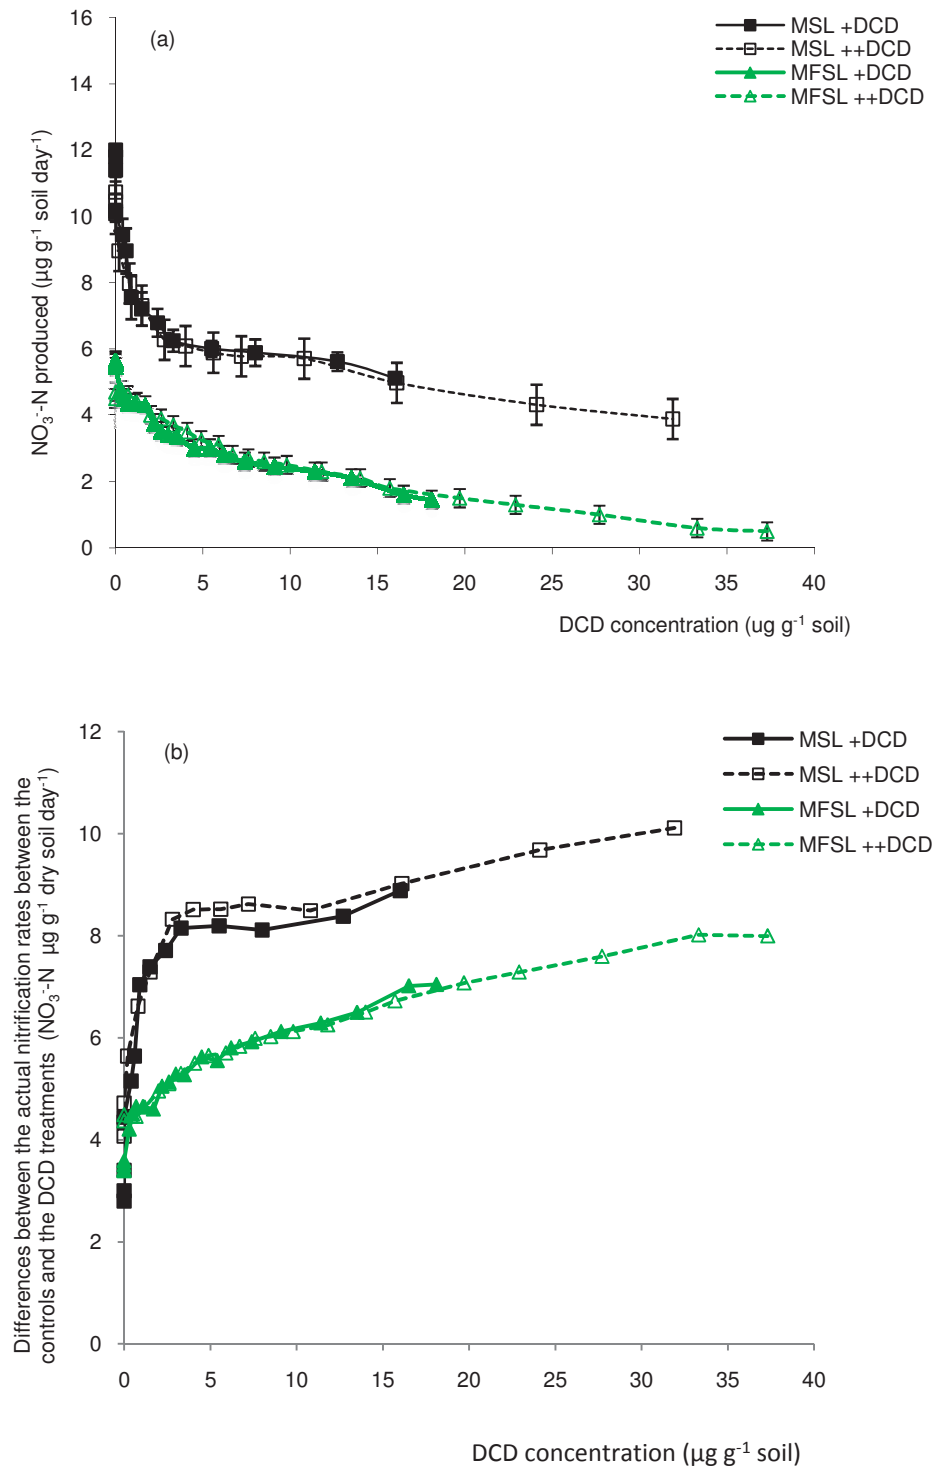 (a)
MSL +DCD
MSL ++DCD
MFSL +DCD
MFSL ++DCD
NO₃⁻-N produced (µg g⁻¹ soil day⁻¹)
16
14
12
10
8
6
4
2
0
0 5 10 15 20 25 30 35 40
DCD concentration (ug g⁻¹ soil)
(b)
MSL +DCD
MSL ++DCD
MFSL +DCD
MFSL ++DCD
Differences between the actual nitrification rates between the
controls and the DCD treatments (NO₃⁻-N µg g⁻¹ dry soil day⁻¹)
12
10
8
6
4
2
0
0 5 10 15 20 25 30 35 40
DCD concentration (µg g⁻¹ soil)